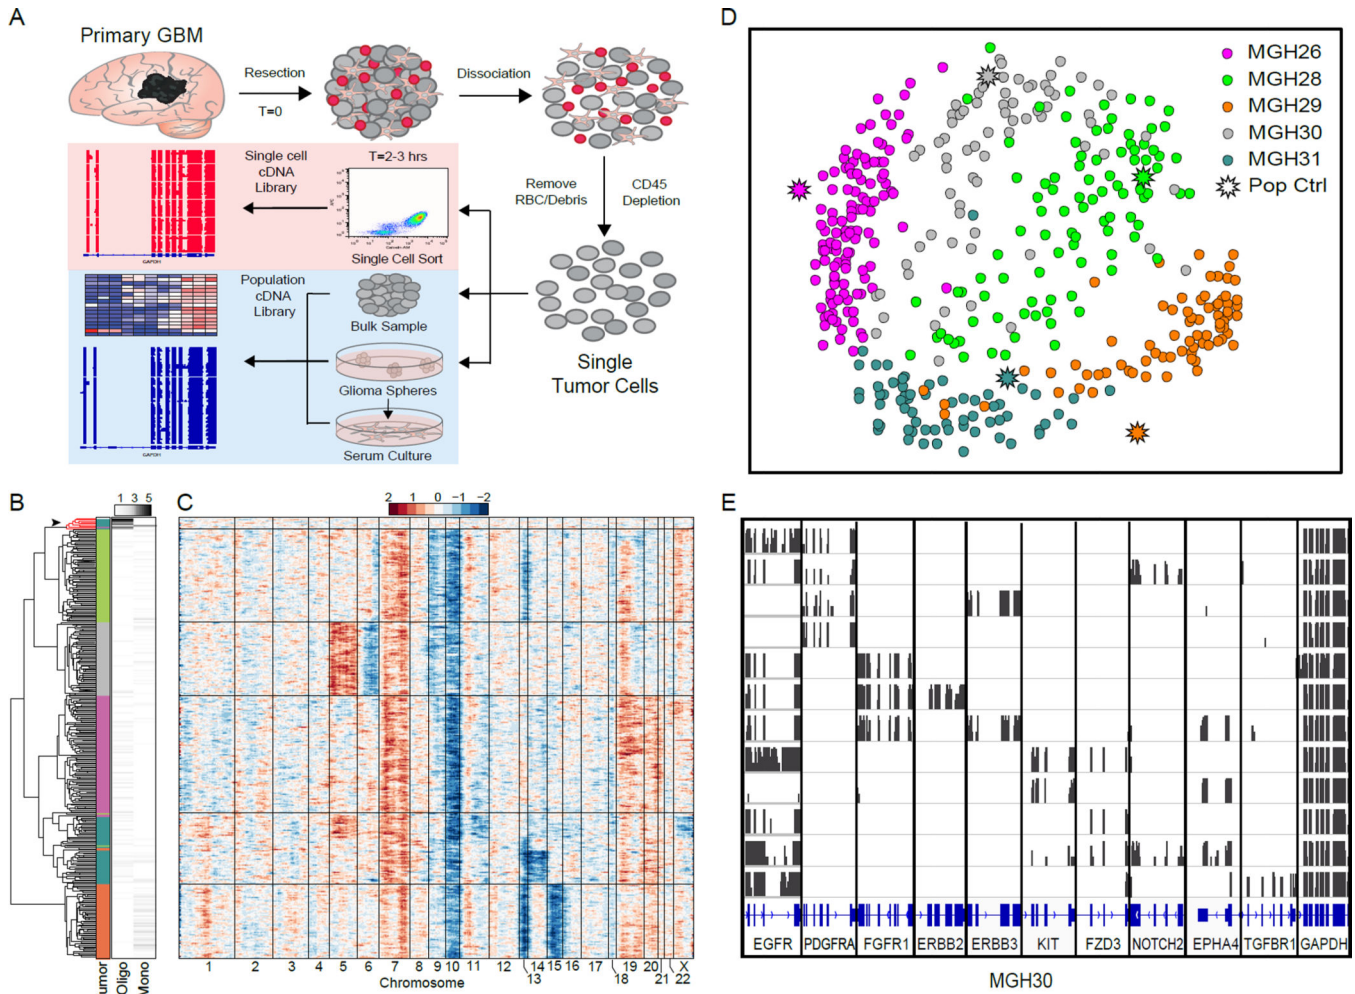 A
Primary GBM
Resection
T=0
Dissociation
Single cell
cDNA
Library
T=2-3 hrs
Single Cell Sort
GAPDH
Remove
RBC/Debris
CD45
Depletion
Population
cDNA
Library
Bulk Sample
Glioma Spheres
Serum Culture
GAPDH
Single
Tumor Cells
D
MGH26
MGH28
MGH29
MGH30
MGH31
Pop Ctrl
B
1 3 5
umor
Oligo
Mono
C
2 1 0 -1 -2
1 2 3 4 5 6 7 8 9 10 11 12 13 14 15 16 17 18 19 20 21 22 X
Chromosome
E
EGFR PDGFRA FGFR1 ERBB2 ERBB3 KIT FZD3 NOTCH2 EPHA4 TGFBR1 GAPDH
MGH30